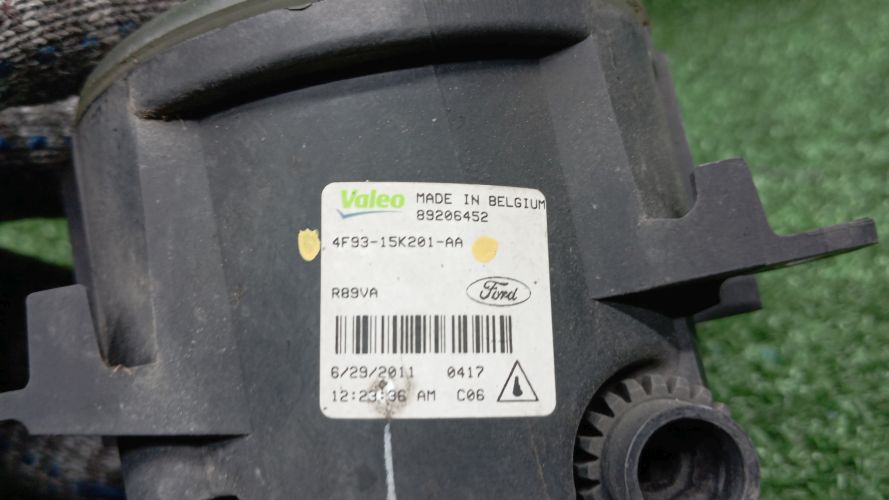 Valeo MADE IN BELGIUM
89206452
4F93-15K201-AA
R89VA Ford
6/29/2011 0417
12:23:36 AM C06